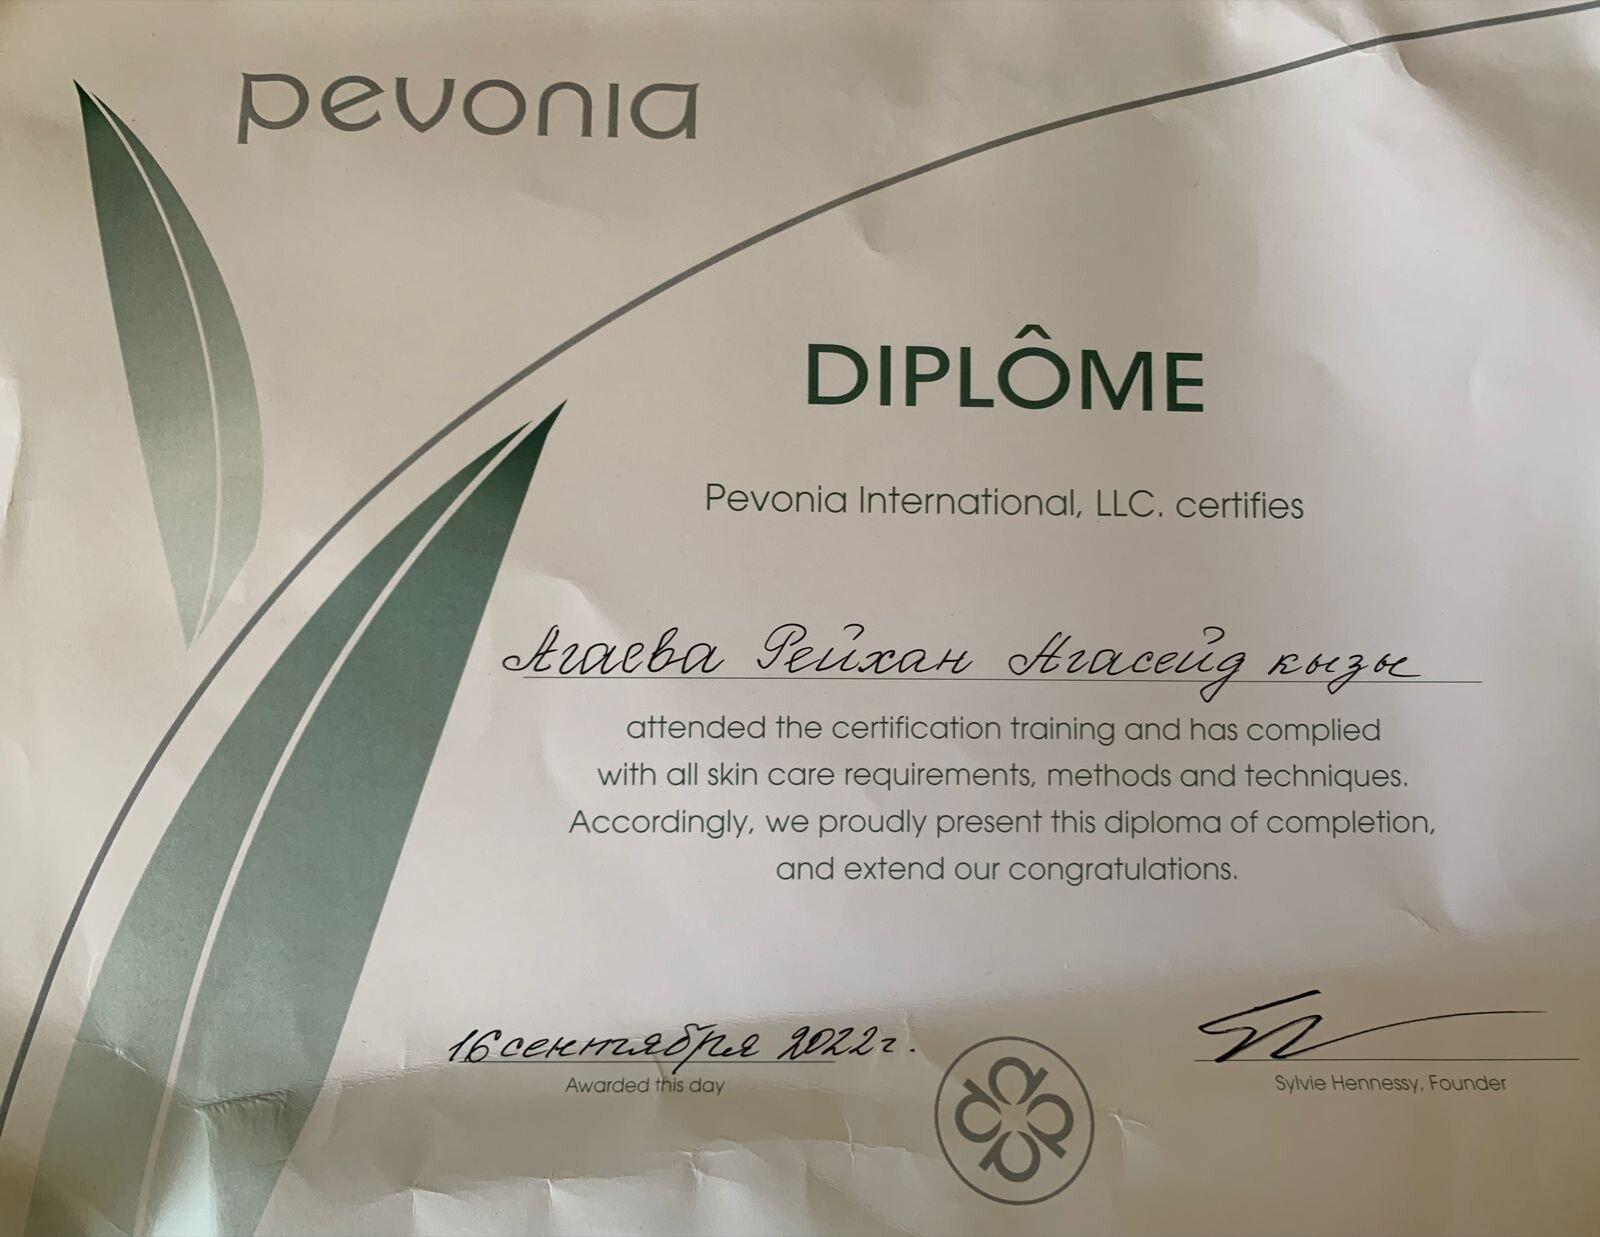 pevonia
DIPLÔME
Pevonia International, LLC. certifies
Агаева Рейхан Агасейд кызы
attended the certification training and has complied
with all skin care requirements, methods and techniques.
Accordingly, we proudly present this diploma of completion,
and extend our congratulations.
16 сентября 2022г.
Awarded this day
Sylvie Hennessy, Founder